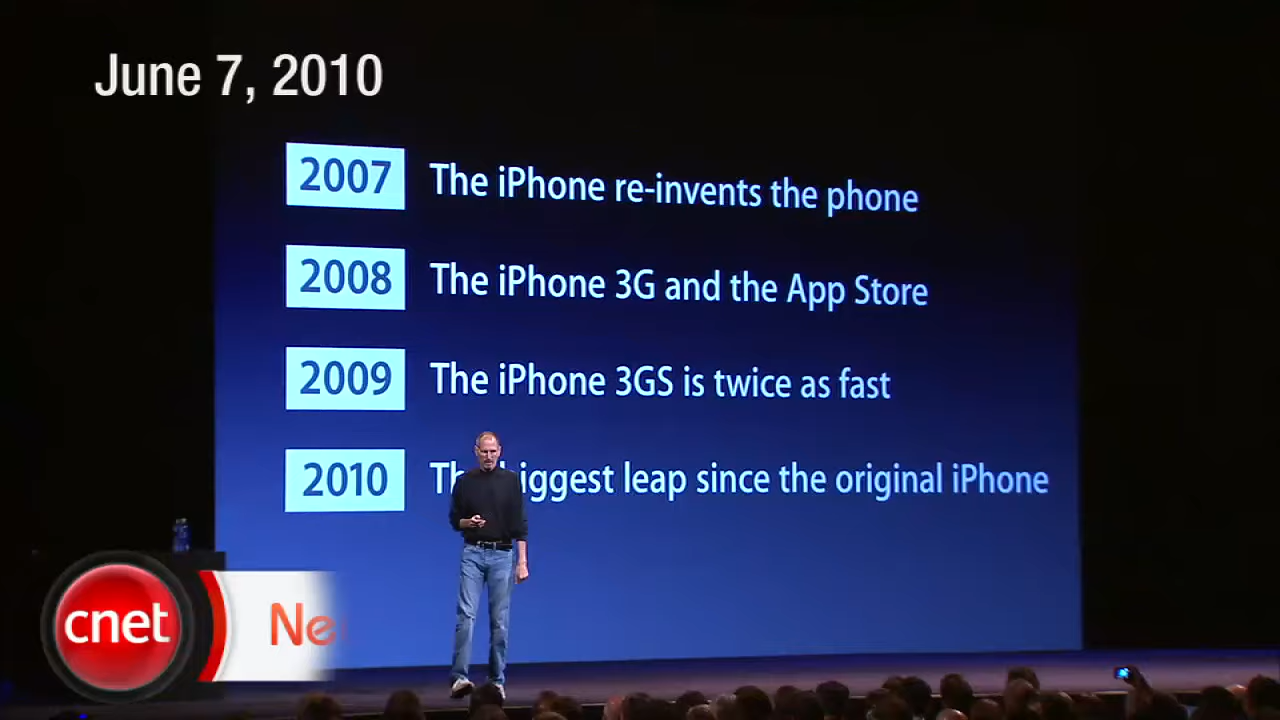 June 7, 2010
2007 The iPhone re-invents the phone
2008 The iPhone 3G and the App Store
2009 The iPhone 3GS is twice as fast
2010 iggest leap since the original iPhone
cnet
Ne